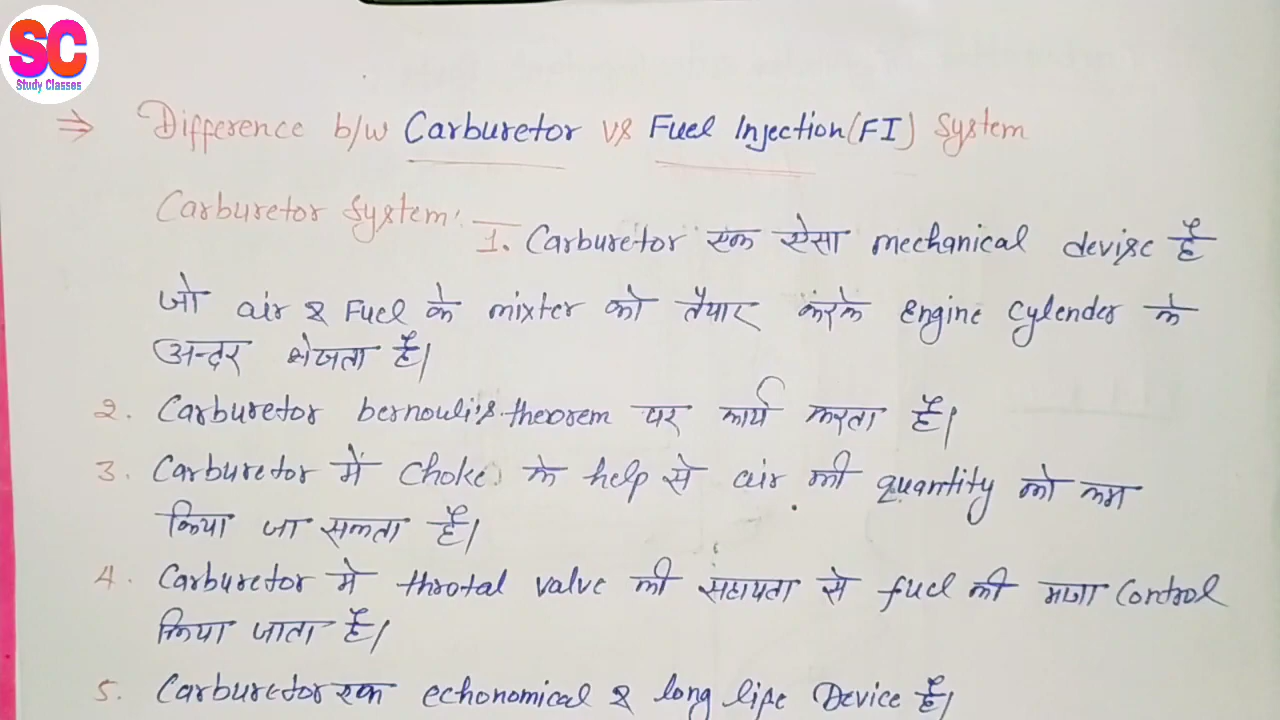 SC
Study Classes
⇒ Difference b/w Carburetor vs Fuel Injection (FI) System
Carburetor System:-
1. Carburetor एक ऐसा mechanical devise है
जो air & Fuel के mixter को तैयार करके Engine Cylender के
अन्दर भेजता है।
2. Carburetor bernouli's theorem पर कार्य करता है।
3. Carburetor में Choke के help से air की quantity को कम
किया जा सकता है।
4. Carburetor मे throtal valve की सहायता से fuel की मात्रा Control
किया जाता है।
5. Carburetor एक echonomical & long life Device है।